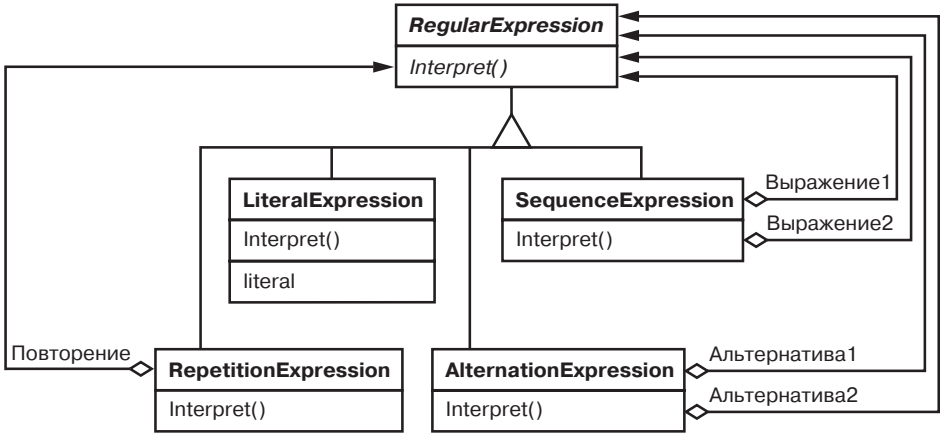 RegularExpression
Interpret()
LiteralExpression
Interpret()
literal
SequenceExpression
Interpret()
Выражение1
Выражение2
Повторение
RepetitionExpression
Interpret()
AlternationExpression
Interpret()
Альтернатива1
Альтернатива2